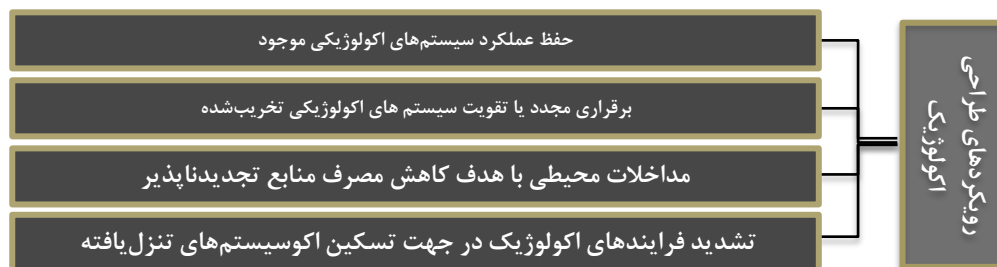 رویکردهای طراحی
اکولوژیک
حفظ عملکرد سیستم‌های اکولوژیکی موجود
برقراری مجدد یا تقویت سیستم های اکولوژیکی تخریب‌شده
مداخلات محیطی با هدف کاهش مصرف منابع تجدیدناپذیر
تشدید فرایندهای اکولوژیک در جهت تسکین اکوسیستم‌های تنزل‌یافته